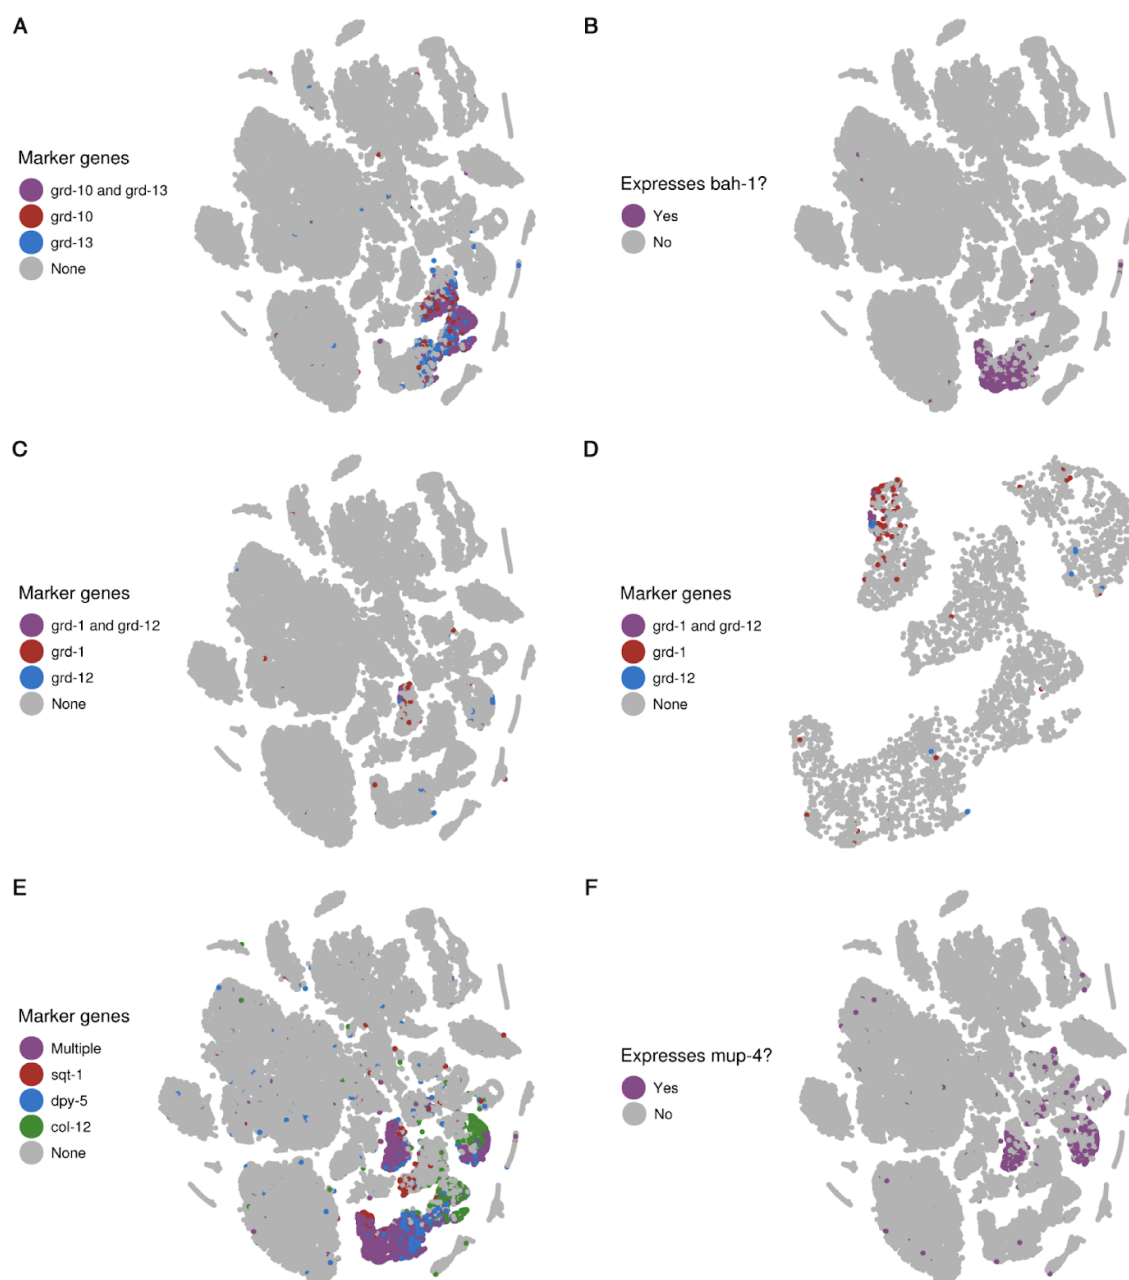 A
Marker genes
grd-10 and grd-13
grd-10
grd-13
None
B
Expresses bah-1?
Yes
No
C
Marker genes
grd-1 and grd-12
grd-1
grd-12
None
D
Marker genes
grd-1 and grd-12
grd-1
grd-12
None
E
Marker genes
Multiple
sqt-1
dpy-5
col-12
None
F
Expresses mup-4?
Yes
No